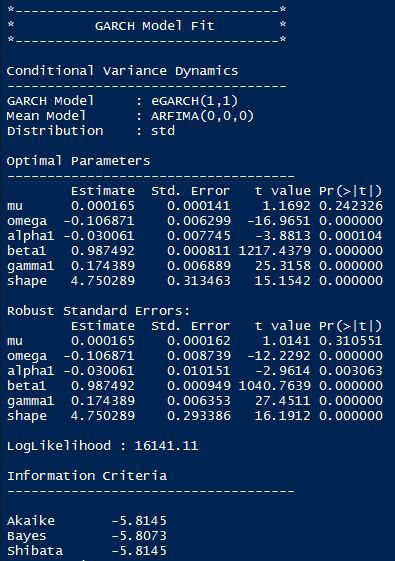 *---------------------------------*
*          GARCH Model Fit        *
*---------------------------------*
Conditional Variance Dynamics
-----------------------------------
GARCH Model     : eGARCH(1,1)
Mean Model      : ARFIMA(0,0,0)
Distribution    : std
Optimal Parameters
------------------------------------
        Estimate  Std. Error   t value Pr(>|t|)
mu      0.000165    0.000141    1.1692 0.242326
omega  -0.106871    0.006299  -16.9651 0.000000
alpha1 -0.030061    0.007745   -3.8813 0.000104
beta1   0.987492    0.000811 1217.4379 0.000000
gamma1  0.174389    0.006889   25.3158 0.000000
shape   4.750289    0.313463   15.1542 0.000000
Robust Standard Errors:
        Estimate  Std. Error   t value Pr(>|t|)
mu      0.000165    0.000162    1.0141 0.310551
omega  -0.106871    0.008739  -12.2292 0.000000
alpha1 -0.030061    0.010151   -2.9614 0.003063
beta1   0.987492    0.000949 1040.7639 0.000000
gamma1  0.174389    0.006353   27.4511 0.000000
shape   4.750289    0.293386   16.1912 0.000000
LogLikelihood : 16141.11
Information Criteria
------------------------------------
Akaike       -5.8145
Bayes        -5.8073
Shibata      -5.8145